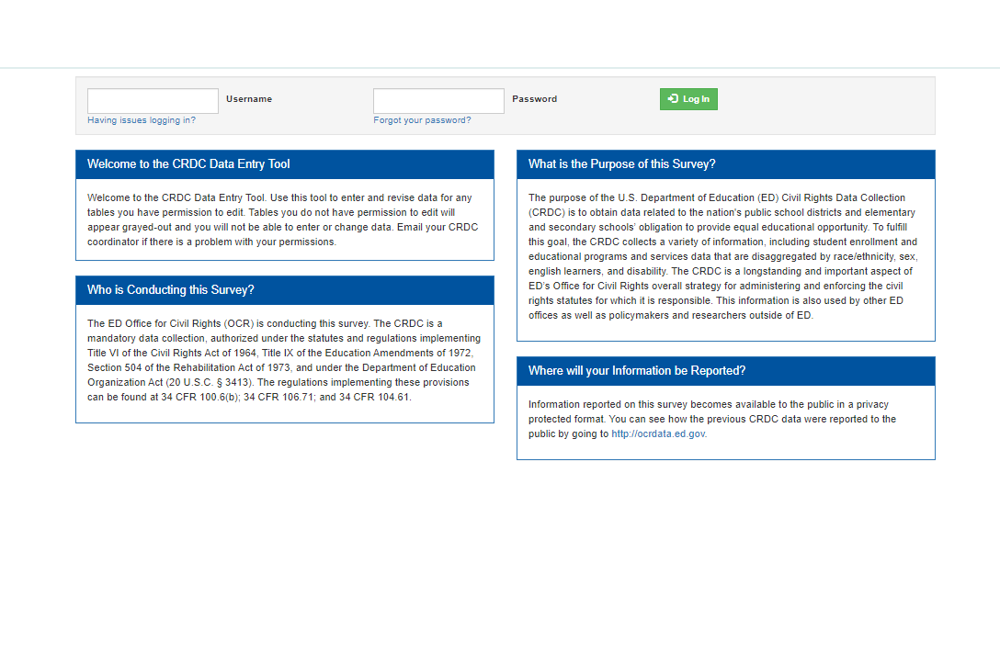 Username
Having issues logging in?
Password
Forgot your password?
Log In
Welcome to the CRDC Data Entry Tool
Welcome to the CRDC Data Entry Tool. Use this tool to enter and revise data for any
tables you have permission to edit. Tables you do not have permission to edit will
appear grayed-out and you will not be able to enter or change data. Email your CRDC
coordinator if there is a problem with your permissions.
Who is Conducting this Survey?
The ED Office for Civil Rights (OCR) is conducting this survey. The CRDC is a
mandatory data collection, authorized under the statutes and regulations implementing
Title VI of the Civil Rights Act of 1964, Title IX of the Education Amendments of 1972,
Section 504 of the Rehabilitation Act of 1973, and under the Department of Education
Organization Act (20 U.S.C. § 3413). The regulations implementing these provisions
can be found at 34 CFR 100.6(b); 34 CFR 106.71; and 34 CFR 104.61.
What is the Purpose of this Survey?
The purpose of the U.S. Department of Education (ED) Civil Rights Data Collection
(CRDC) is to obtain data related to the nation's public school districts and elementary
and secondary schools' obligation to provide equal educational opportunity. To fulfill
this goal, the CRDC collects a variety of information, including student enrollment and
educational programs and services data that are disaggregated by race/ethnicity, sex,
english learners, and disability. The CRDC is a longstanding and important aspect of
ED's Office for Civil Rights overall strategy for administering and enforcing the civil
rights statutes for which it is responsible. This information is also used by other ED
offices as well as policymakers and researchers outside of ED.
Where will your Information be Reported?
Information reported on this survey becomes available to the public in a privacy
protected format. You can see how the previous CRDC data were reported to the
public by going to http://ocrdata.ed.gov.